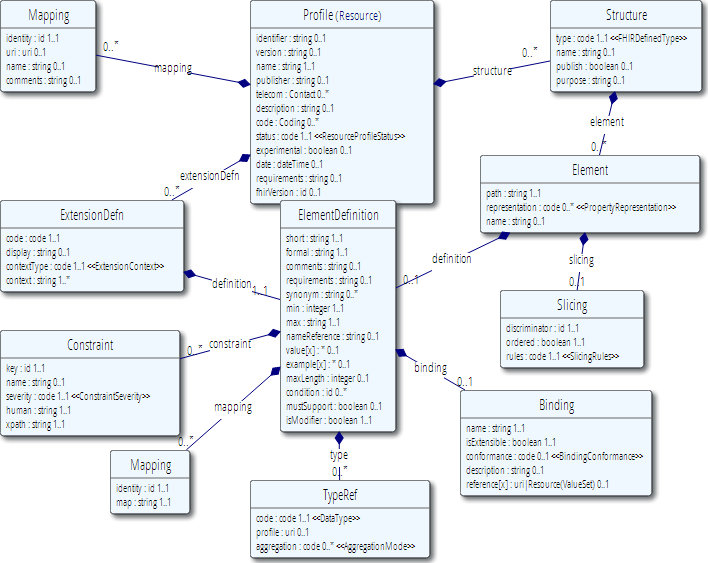 Mapping
identity : id 1..1
uri : uri 0..1
name : string 0..1
comments : string 0..1
0..*
mapping
Profile (Resource)
identifier : string 0..1
version : string 0..1
name : string 1..1
publisher : string 0..1
telecom : Contact 0..*
description : string 0..1
code : Coding 0..*
status : code 1..1 <<ResourceProfileStatus>>
experimental : boolean 0..1
date : dateTime 0..1
requirements : string 0..1
fhirVersion : id 0..1
Structure
type : code 1..1 <<FHIRDefinedType>>
name : string 0..1
publish : boolean 0..1
purpose : string 0..1
0..*
structure
element
0..*
extensionDefn
0..*
Element
path : string 1..1
representation : code 0..* <<PropertyRepresentation>>
name : string 0..1
ExtensionDefn
code : code 1..1
display : string 0..1
contextType : code 1..1 <<ExtensionContext>>
context : string 1..*
definition
1..1
ElementDefinition
short : string 1..1
formal : string 1..1
comments : string 0..1
requirements : string 0..1
synonym : string 0..*
min : integer 1..1
max : string 1..1
nameReference : string 0..1
value[x] : * 0..1
example[x] : * 0..1
maxLength : integer 0..1
condition : id 0..*
mustSupport : boolean 0..1
isModifier : boolean 1..1
definition
0..1
slicing
0..1
Slicing
discriminator : id 1..1
ordered : boolean 1..1
rules : code 1..1 <<SlicingRules>>
Constraint
key : id 1..1
name : string 0..1
severity : code 1..1 <<ConstraintSeverity>>
human : string 1..1
xpath : string 1..1
0..*
constraint
mapping
0..*
binding
0..1
Binding
name : string 1..1
isExtensible : boolean 1..1
conformance : code 0..1 <<BindingConformance>>
description : string 0..1
reference[x] : uri|Resource(ValueSet) 0..1
Mapping
identity : id 1..1
map : string 1..1
type
0..*
TypeRef
code : code 1..1 <<DataType>>
profile : uri 0..1
aggregation : code 0..* <<AggregationMode>>